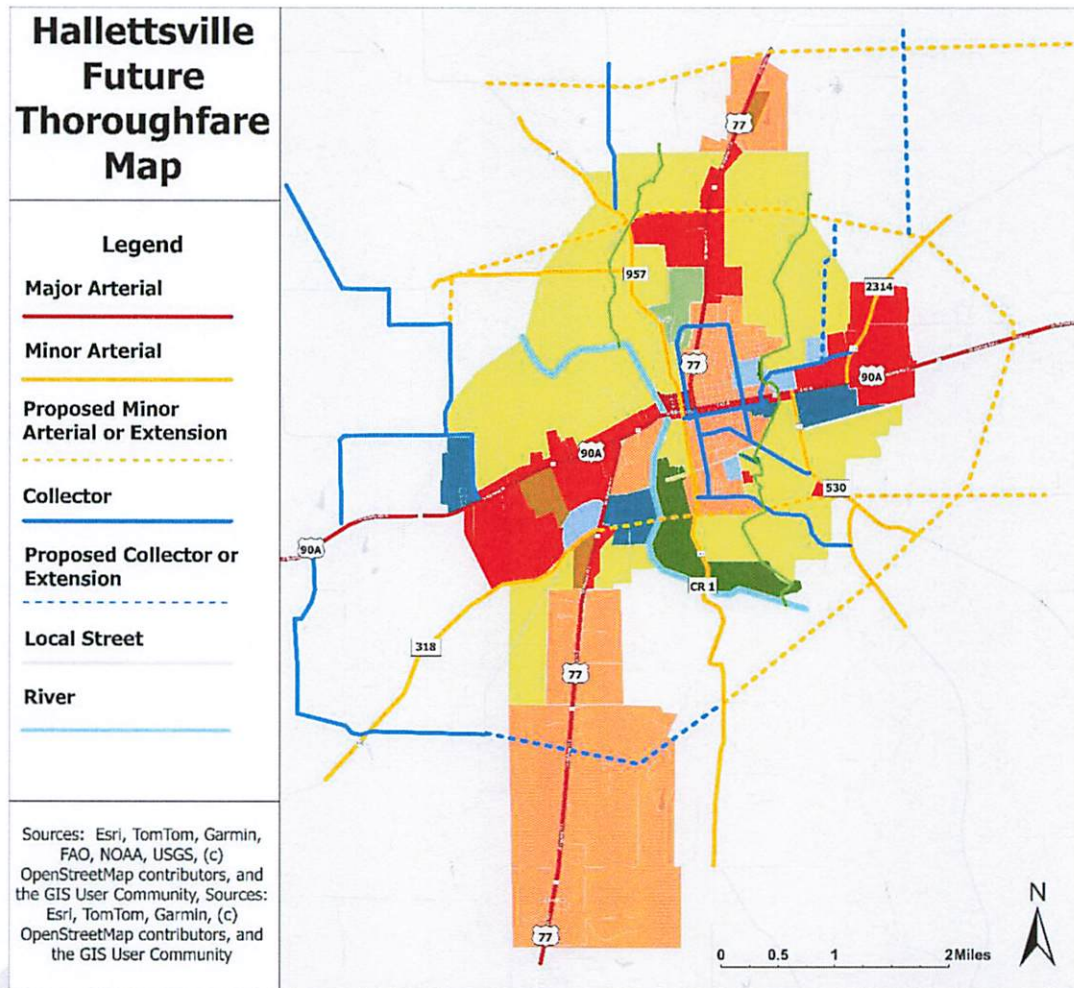 Hallettsville
Future
Thoroughfare
Map
Legend
Major Arterial
Minor Arterial
Proposed Minor
Arterial or Extension
Collector
Proposed Collector or
Extension
Local Street
River
Sources: Esri, TomTom, Garmin,
FAO, NOAA, USGS, (c)
OpenStreetMap contributors, and
the GIS User Community, Sources:
Esri, TomTom, Garmin, (c)
OpenStreetMap contributors, and
the GIS User Community
77
957
2314
77
90A
90A
530
90A
CR 1
318
77
77
N
0 0.5 1 2 Miles